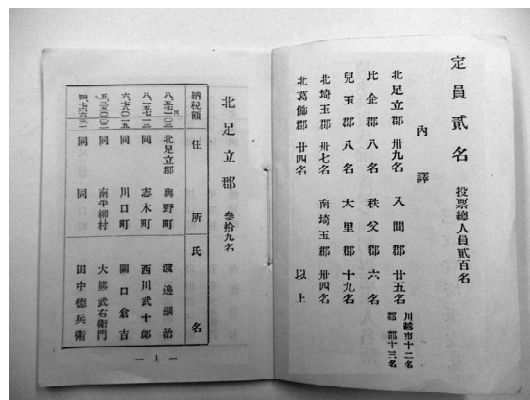 定員貳名 投票總人員貳百名
內譯
北足立郡 卅九名 入間郡 廿五名 川越市十二名 郡部十三名
比企郡 八名 秩父郡 六名
兒玉郡 八名 大里郡 十九名
北埼玉郡 卅七名 南埼玉郡 卅四名
北葛飾郡 廿四名 以上
北足立郡 參拾九名
納稅額 住所 氏名
北足立郡 與野町 渡邊 治
同 志木町 西川武十郎
同 川口町 關口倉吉
同 南平柳村 大熊武右衛門
同 同 田中德兵衛
— 1 —